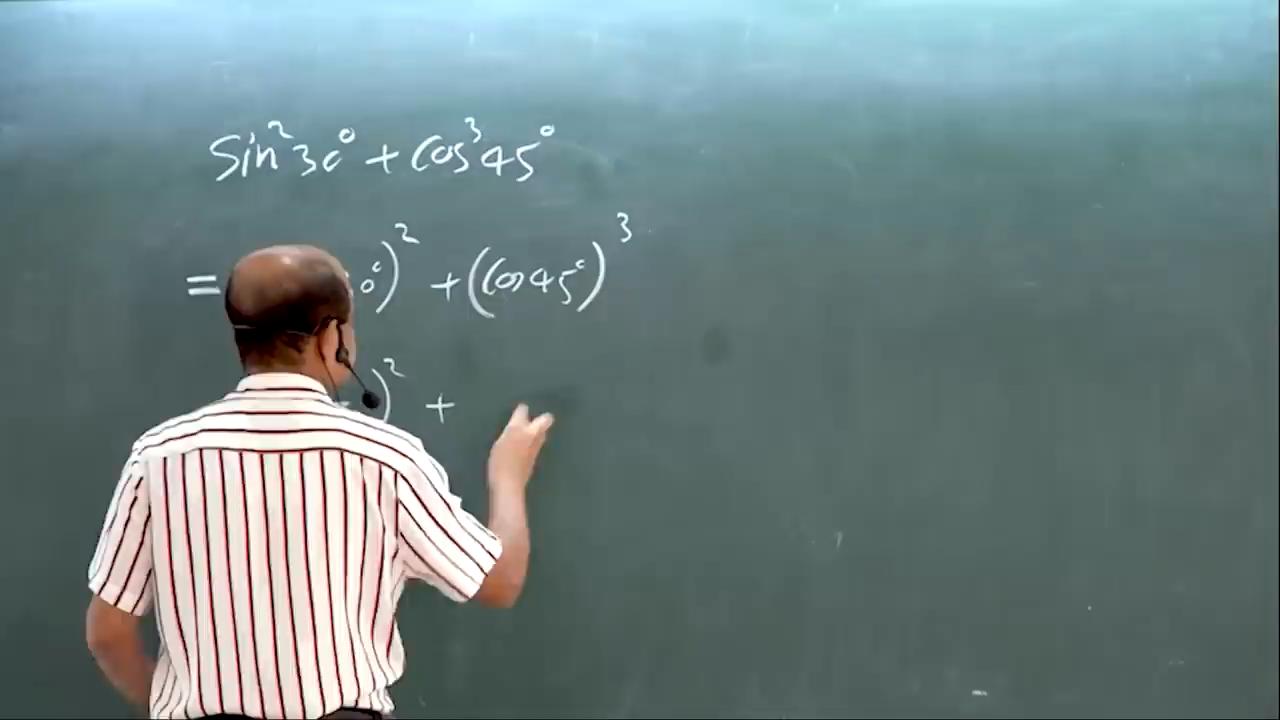 sin²30° + cos³45°
= 0°)² + (cos45°)³
)² +